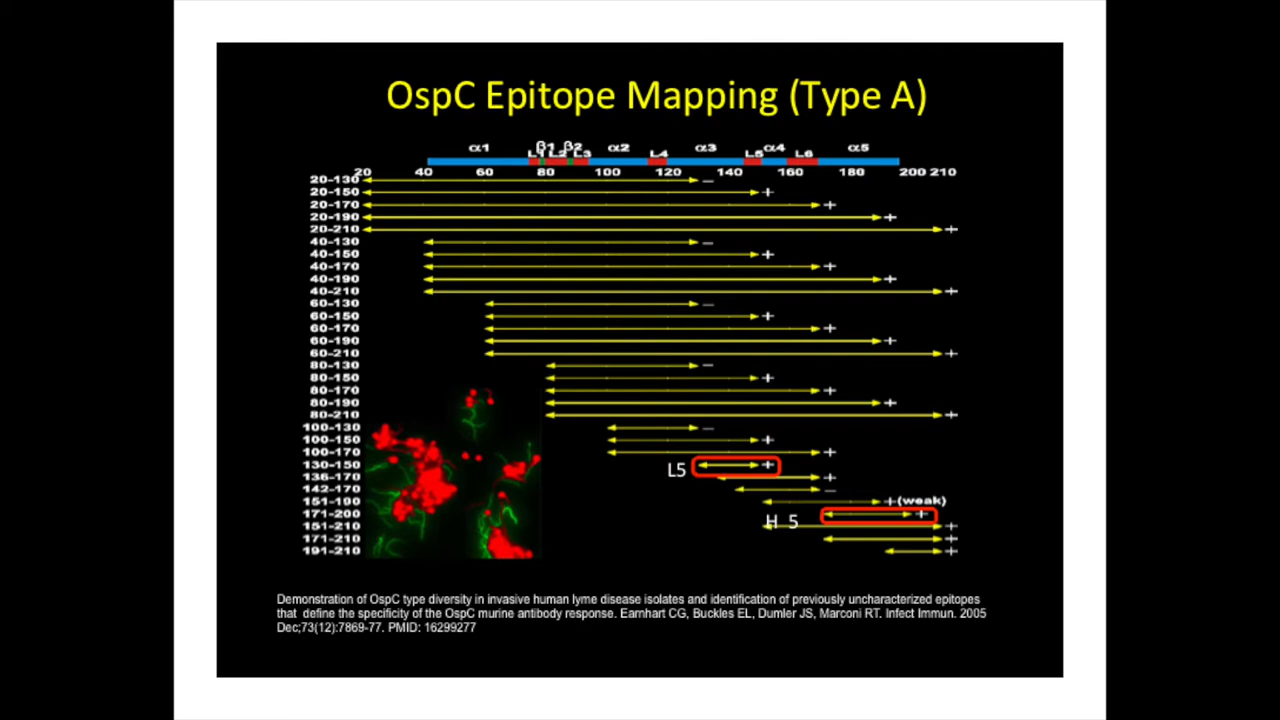 OspC Epitope Mapping (Type A)
α1 β1 β2 α2 α3 α4 α5
L1 L2 L3 L4 L5 L6
20 40 60 80 100 120 140 160 180 200 210
20-130 –
20-150 +
20-170 +
20-190 +
20-210 +
40-130 –
40-150 +
40-170 +
40-190 +
40-210 +
60-130 –
60-150 +
60-170 +
60-190 +
60-210 +
80-130 –
80-150 +
80-170 +
80-190 +
80-210 +
100-130 –
100-150 +
100-170 +
130-150 L5 +
136-170 +
142-170 –
151-190 +(weak)
171-200 H 5 +
151-210 +
171-210 +
191-210 +
Demonstration of OspC type diversity in invasive human lyme disease isolates and identification of previously uncharacterized epitopes
that define the specificity of the OspC murine antibody response. Earnhart CG, Buckles EL, Dumler JS, Marconi RT. Infect Immun. 2005
Dec;73(12):7869-77. PMID: 16299277